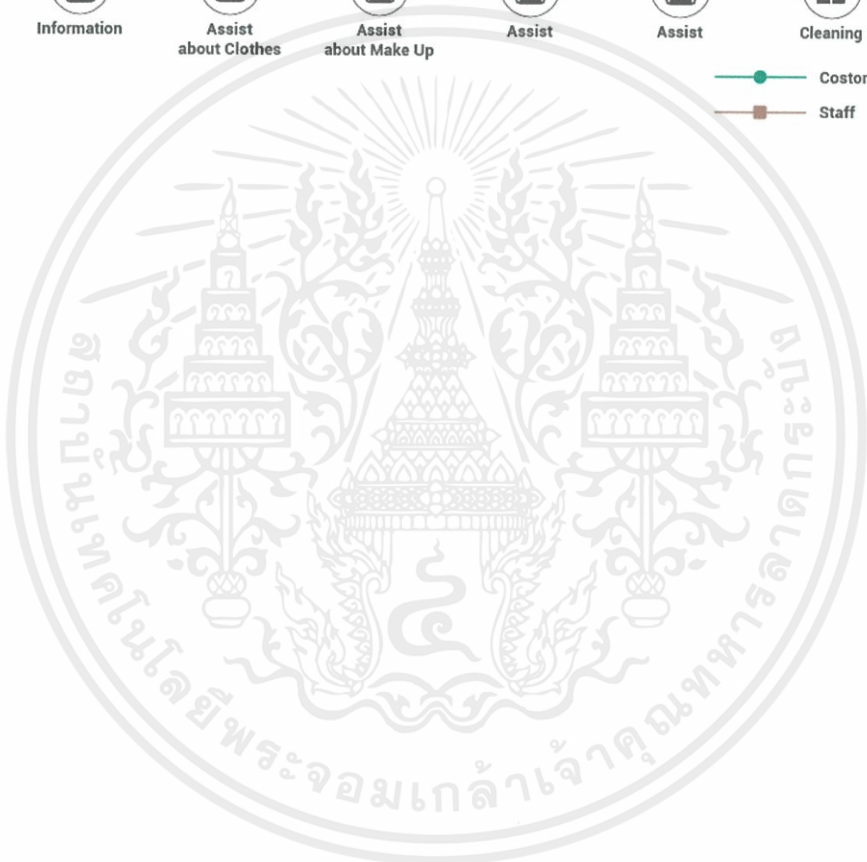 Information
Assist
about Clothes
Assist
about Make Up
Assist
Assist
Cleaning
Costor
Staff
สถาบันเทคโนโลยีพระจอมเกล้าเจ้าคุณทหารลาดกระบัง